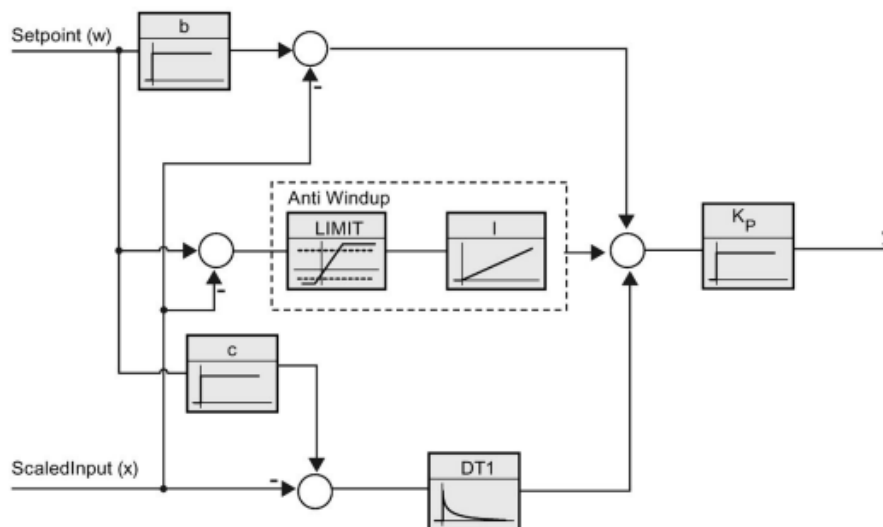 b
Setpoint (w)
-
Anti Windup
LIMIT
I
K_P
-
c
ScaledInput (x)
-
DT1